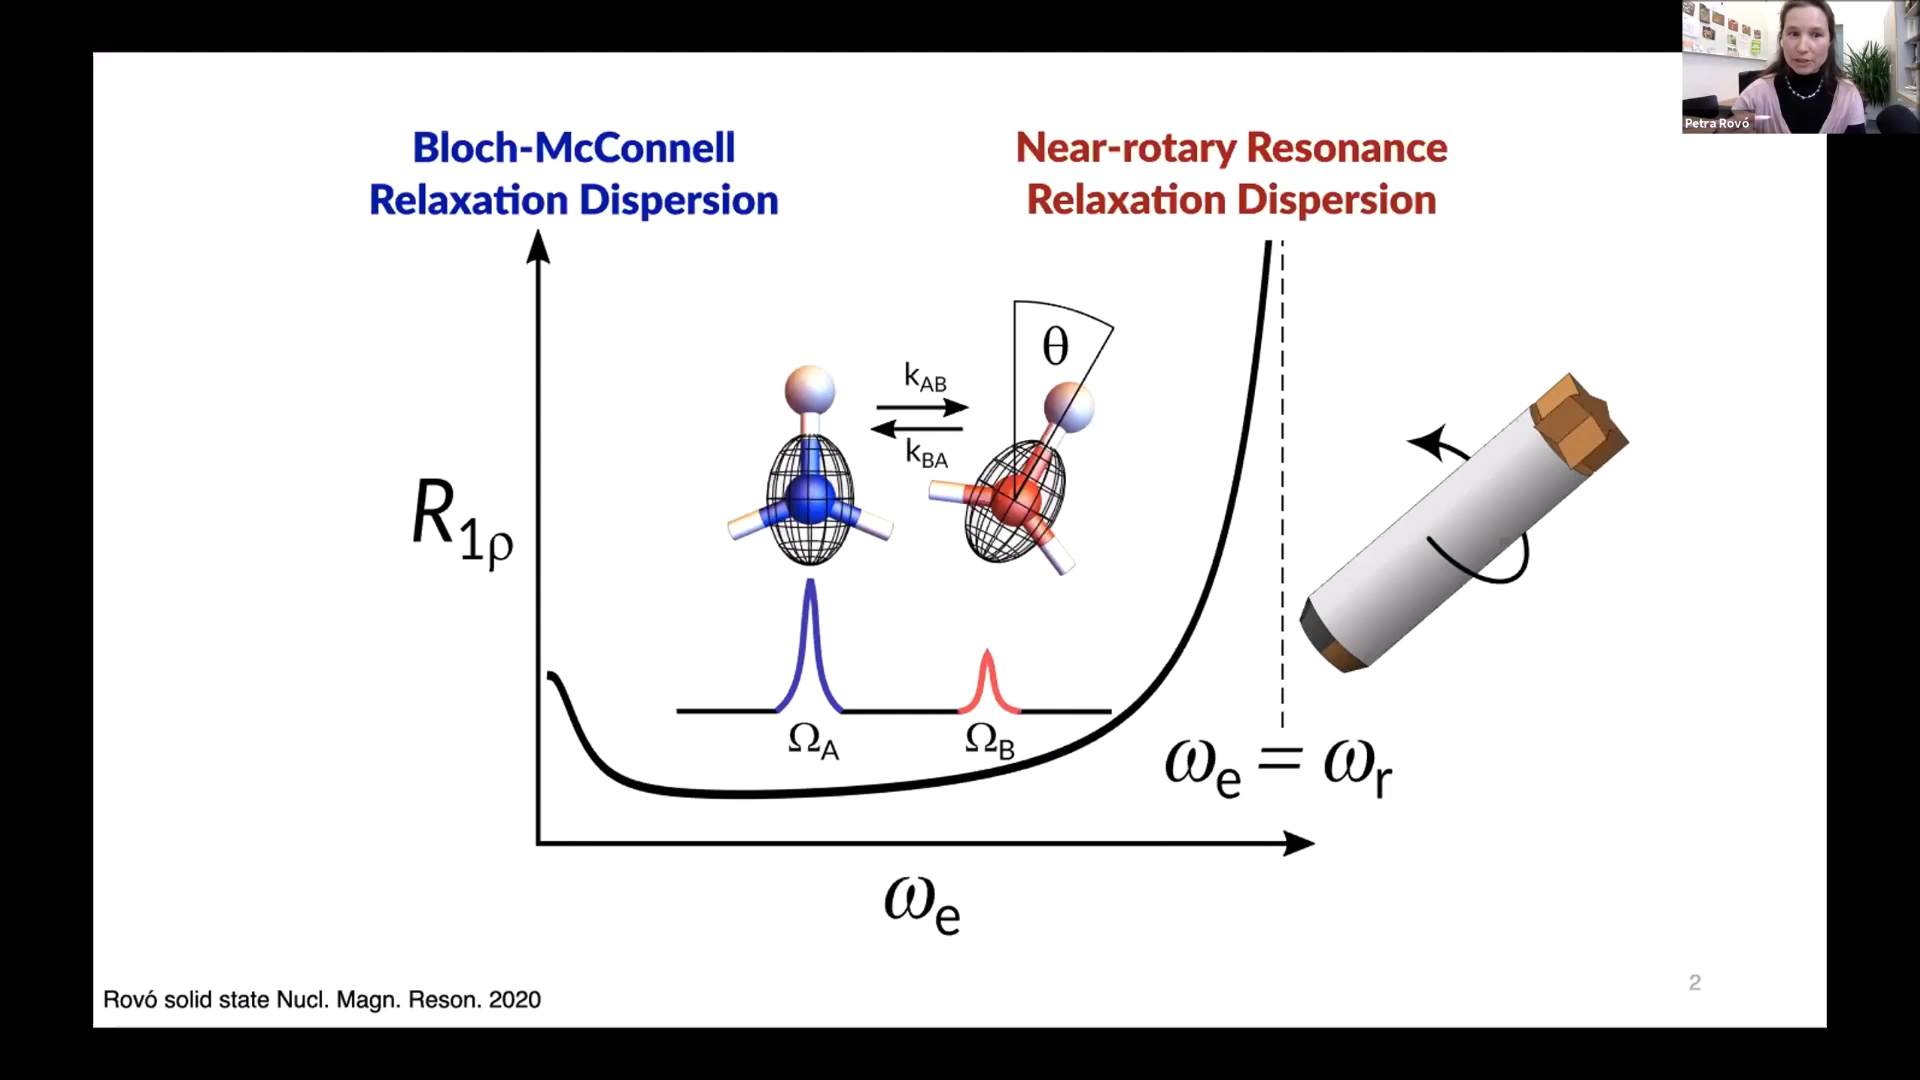 Petra Rovó
Bloch-McConnell
Relaxation Dispersion
Near-rotary Resonance
Relaxation Dispersion
θ
kAB
kBA
R1ρ
ΩA
ΩB
ωe = ωr
ωe
Rovó solid state Nucl. Magn. Reson. 2020
2